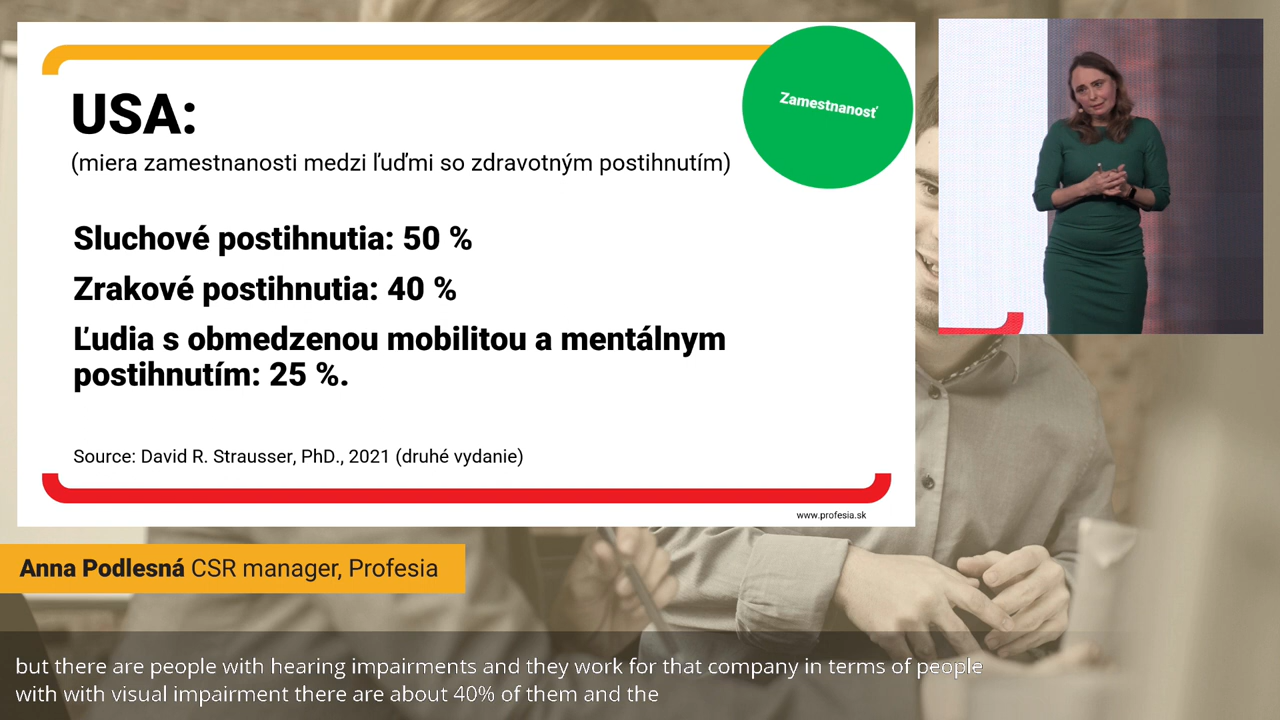 USA:
(miera zamestnanosti medzi ľuďmi so zdravotným postihnutím)
Zamestnanosť
Sluchové postihnutia: 50 %
Zrakové postihnutia: 40 %
Ľudia s obmedzenou mobilitou a mentálnym
postihnutím: 25 %.
Source: David R. Strausser, PhD., 2021 (druhé vydanie)
www.profesia.sk
Anna Podlesná CSR manager, Profesia
but there are people with hearing impairments and they work for that company in terms of people
with with visual impairment there are about 40% of them and the